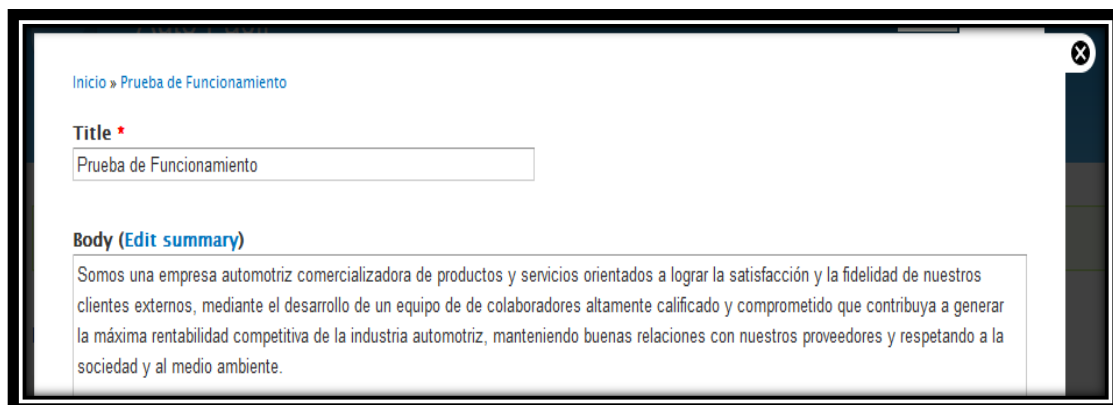 Inicio » Prueba de Funcionamiento
Title *
Prueba de Funcionamiento
Body (Edit summary)
Somos una empresa automotriz comercializadora de productos y servicios orientados a lograr la satisfacción y la fidelidad de nuestros
clientes externos, mediante el desarrollo de un equipo de de colaboradores altamente calificado y comprometido que contribuya a generar
la máxima rentabilidad competitiva de la industria automotriz, manteniendo buenas relaciones con nuestros proveedores y respetando a la
sociedad y al medio ambiente.